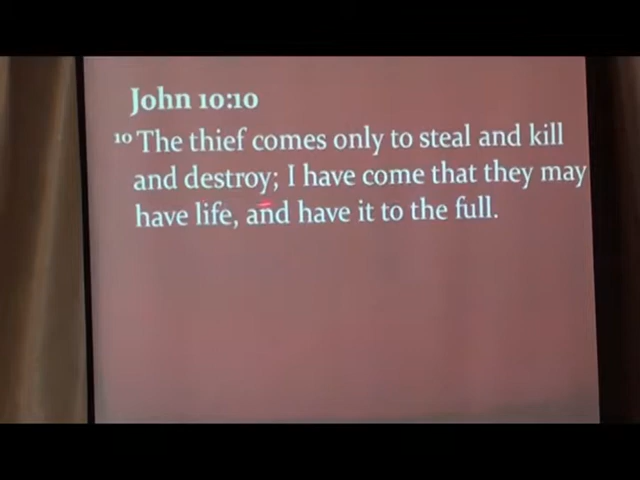 John 10:10
10 The thief comes only to steal and kill
and destroy; I have come that they may
have life, and have it to the full.